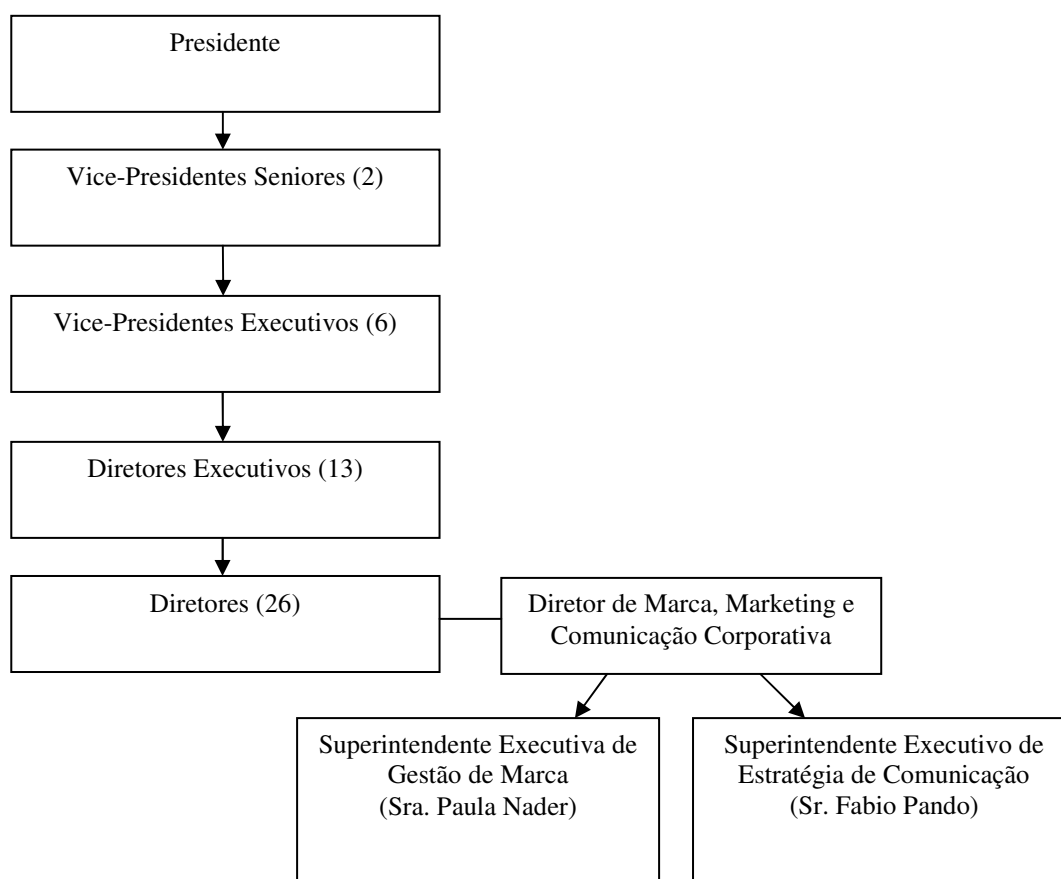 Presidente
Vice-Presidentes Seniores (2)
Vice-Presidentes Executivos (6)
Diretores Executivos (13)
Diretores (26)
Diretor de Marca, Marketing e
Comunicação Corporativa
Superintendente Executiva de
Gestão de Marca
(Sra. Paula Nader)
Superintendente Executivo de
Estratégia de Comunicação
(Sr. Fabio Pando)